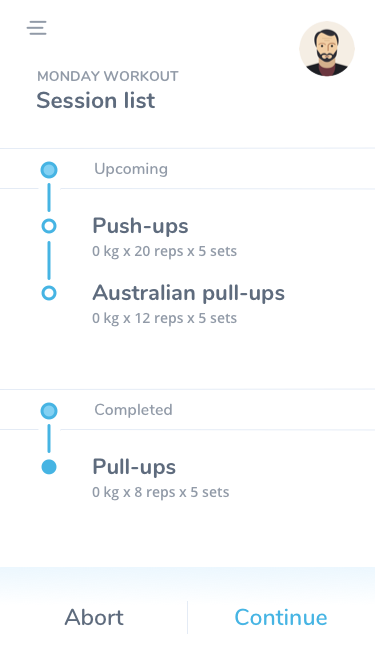 MONDAY WORKOUT
Session list
Upcoming
Push-ups
0 kg x 20 reps x 5 sets
Australian pull-ups
0 kg x 12 reps x 5 sets
Completed
Pull-ups
0 kg x 8 reps x 5 sets
Abort
Continue